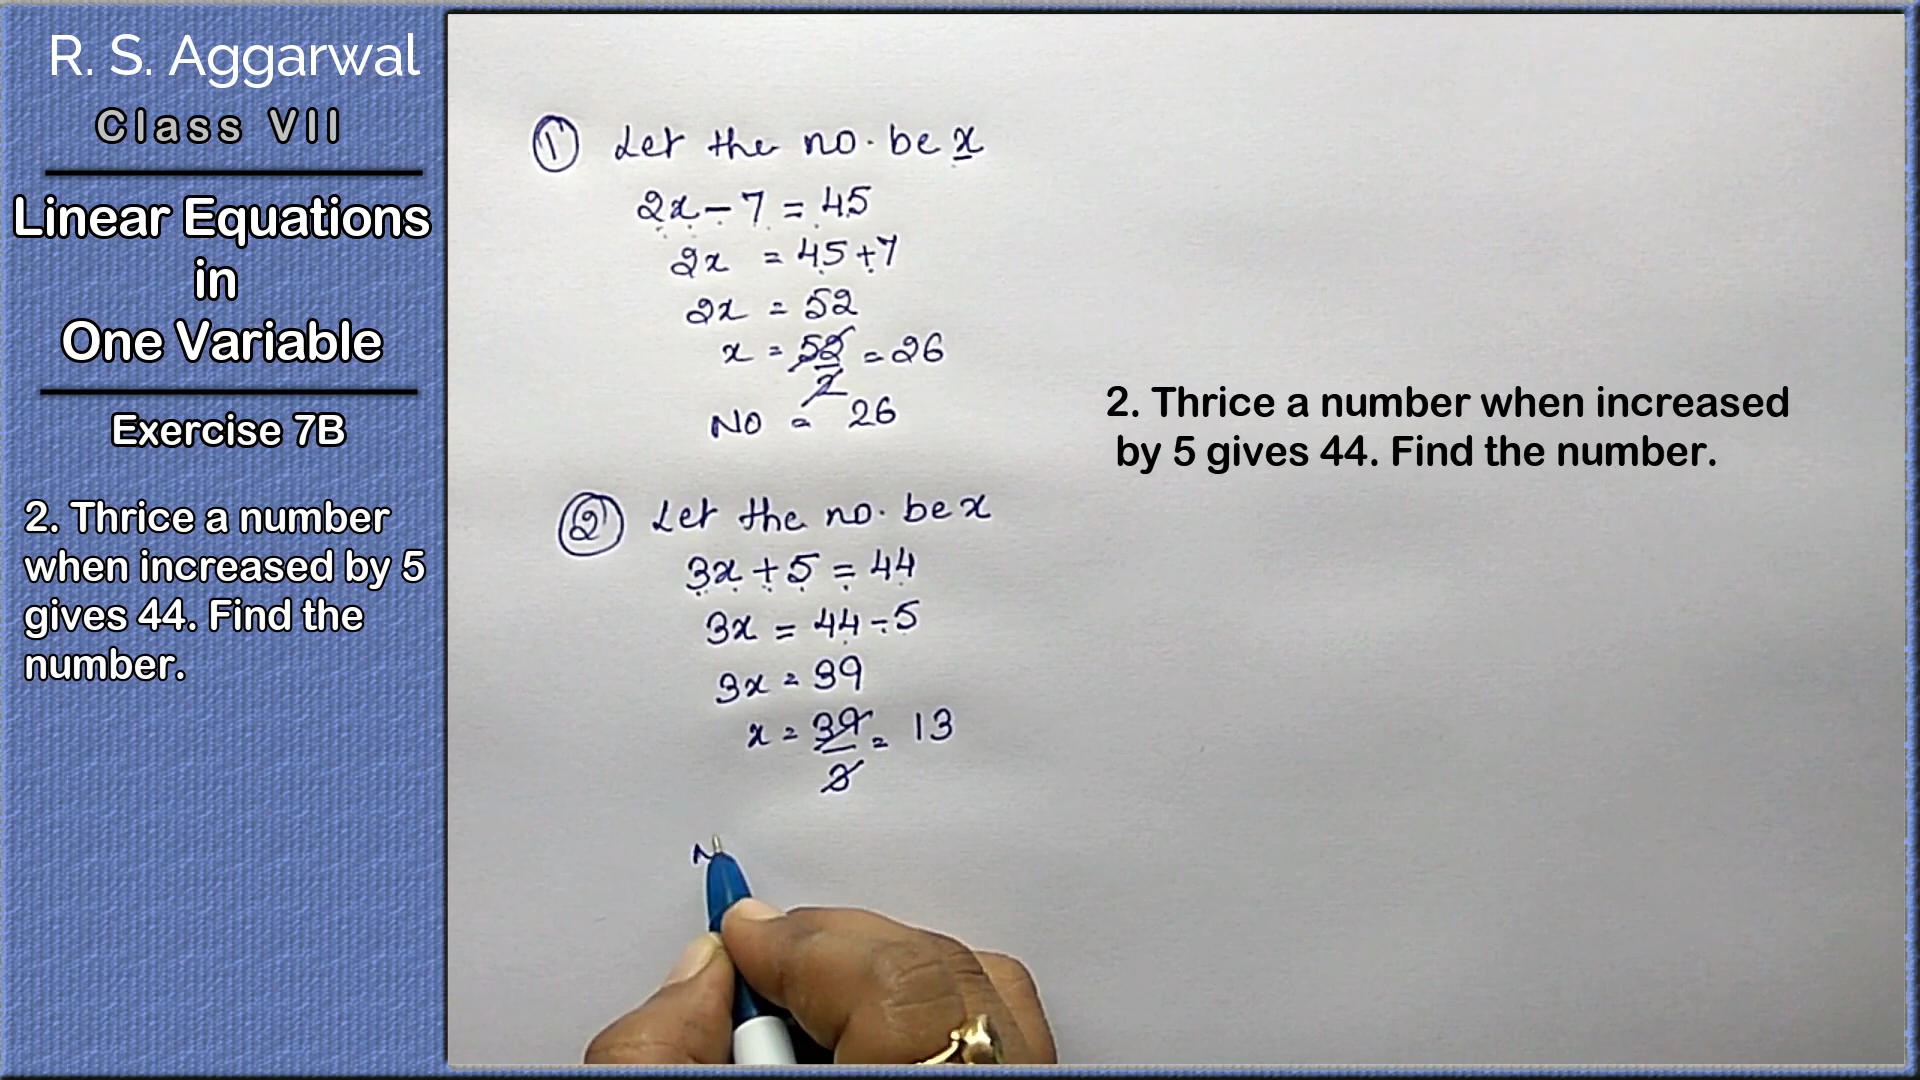 R. S. Aggarwal
Class VII
Linear Equations
in
One Variable
Exercise 7B
2. Thrice a number
when increased by 5
gives 44. Find the
number.
① Let the no. be x
2x - 7 = 45
2x = 45 + 7
2x = 52
x = 52/2 = 26
No = 26
② Let the no. be x
3x + 5 = 44
3x = 44 - 5
3x = 39
x = 39/3 = 13
N
2. Thrice a number when increased
by 5 gives 44. Find the number.